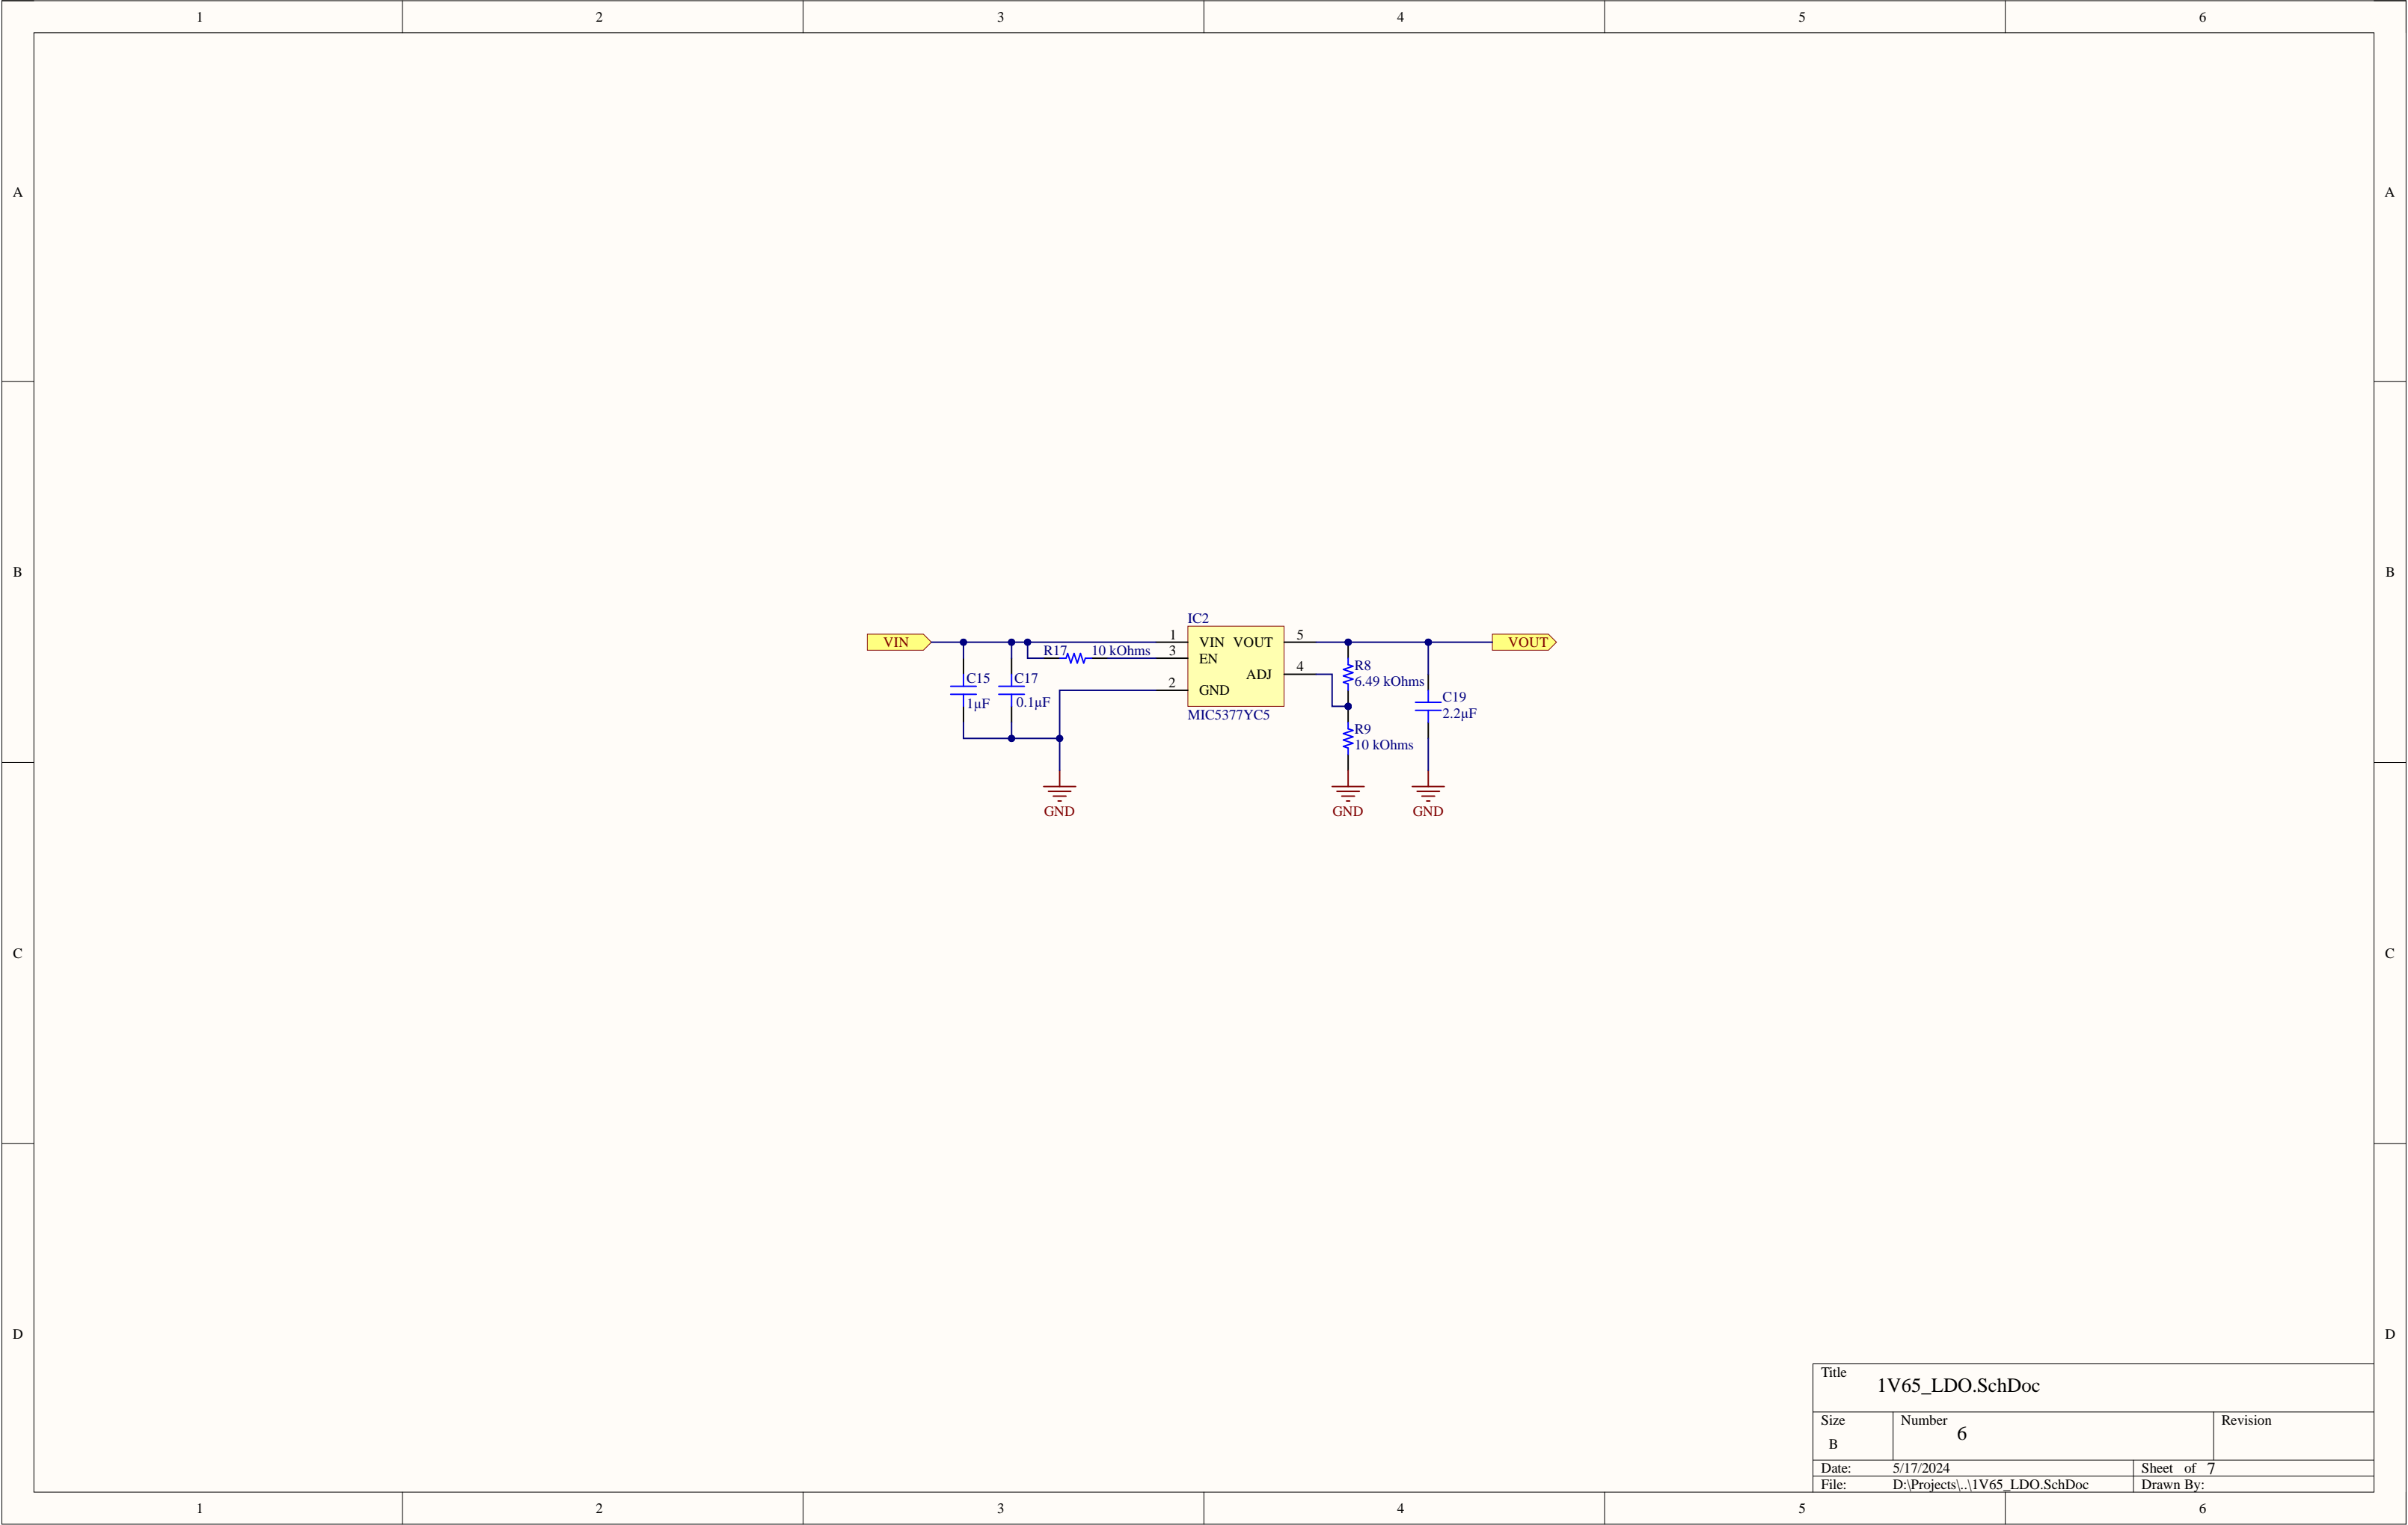 1 2 3 4 5 6
A A
B B
C C
D D
IC2
VIN
1
VIN VOUT
5
VOUT
R17 10 kOhms
3
EN
4
ADJ
R8
6.49 kOhms
C15
1µF
C17
0.1µF
2
GND
MIC5377YC5
C19
2.2µF
R9
10 kOhms
GND GND GND
Title
1V65_LDO.SchDoc
Size
B
Number
6
Revision
Date: 5/17/2024 Sheet of 7
File: D:\Projects\..\1V65_LDO.SchDoc Drawn By:
1 2 3 4 5 6